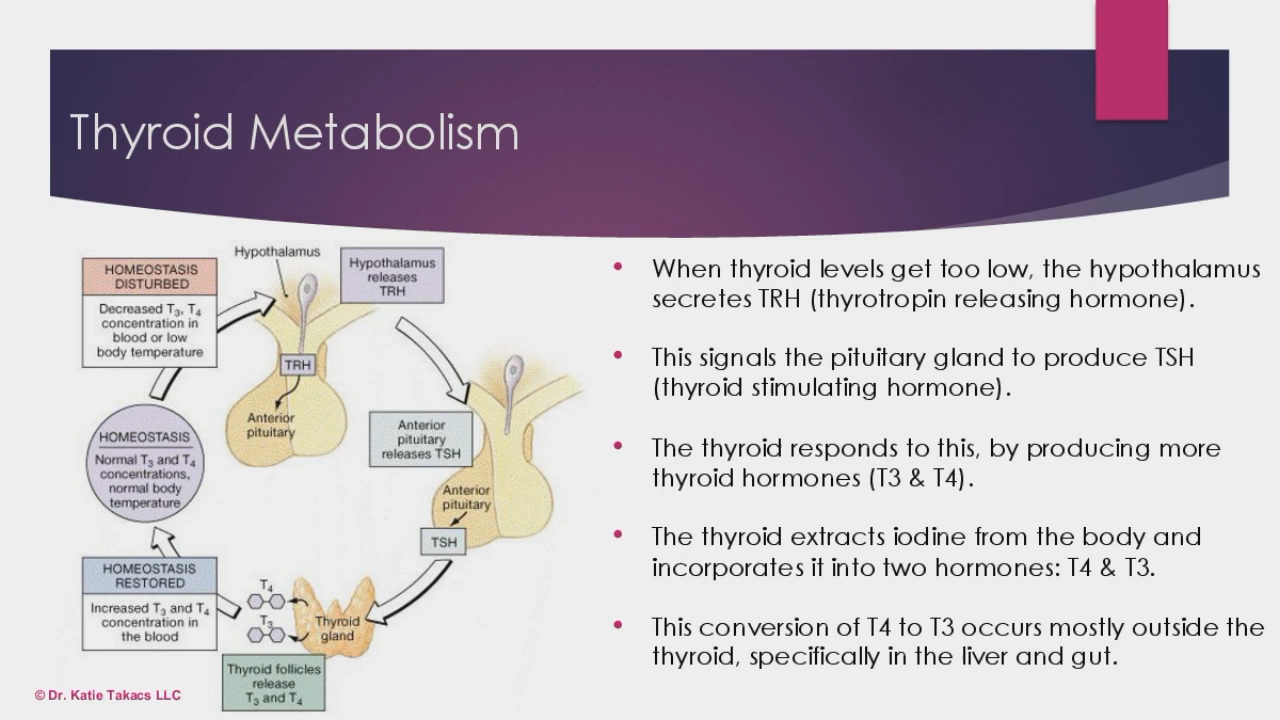 Thyroid Metabolism
Hypothalamus
HOMEOSTASIS
DISTURBED
Decreased T3, T4
concentration in
blood or low
body temperature
Hypothalamus
releases
TRH
TRH
Anterior
pituitary
Anterior
pituitary
releases TSH
HOMEOSTASIS
Normal T3 and T4
concentrations,
normal body
temperature
Anterior
pituitary
TSH
HOMEOSTASIS
RESTORED
Increased T3 and T4
concentration in
the blood
T4
T3
Thyroid
gland
Thyroid follicles
release
T3 and T4
• When thyroid levels get too low, the hypothalamus
secretes TRH (thyrotropin releasing hormone).
• This signals the pituitary gland to produce TSH
(thyroid stimulating hormone).
• The thyroid responds to this, by producing more
thyroid hormones (T3 & T4).
• The thyroid extracts iodine from the body and
incorporates it into two hormones: T4 & T3.
• This conversion of T4 to T3 occurs mostly outside the
thyroid, specifically in the liver and gut.
© Dr. Katie Takacs LLC